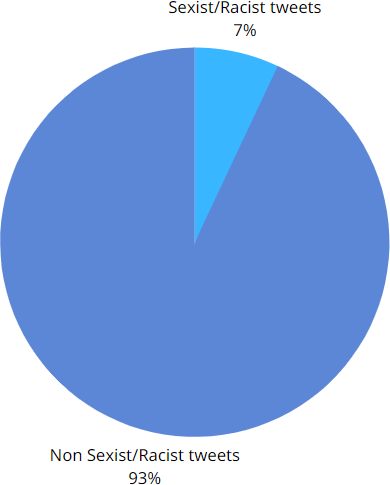 Sexist/Racist tweets
7%
Non Sexist/Racist tweets
93%